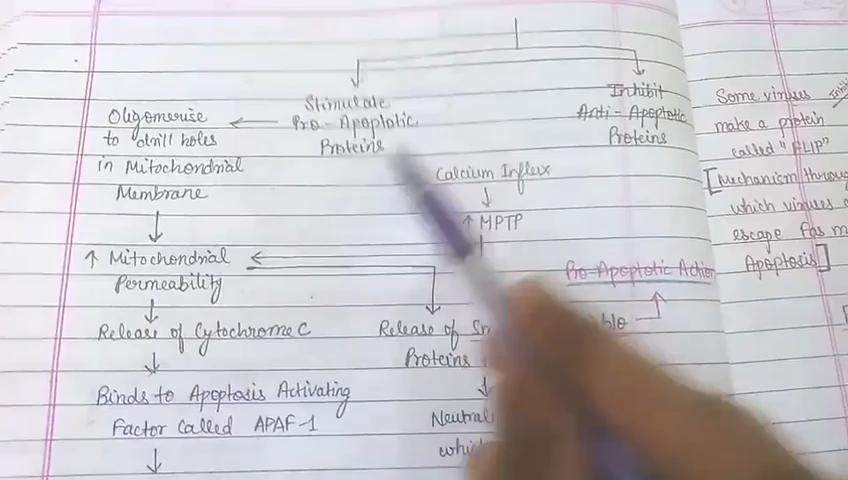 Stimulate
Pro-Apoptotic
Proteins
Inhibit
Anti-Apoptotic
Proteins
Oligomerise
to drill holes
in Mitochondrial
Membrane
Calcium Influx
↑ MPTP
↑ Mitochondrial
Permeability
Release of Cytochrome C
Binds to Apoptosis Activating
Factor called APAF-1
Release of
Proteins
Pro-Apoptotic Action
Some viruses
make a protein
called "FLIP"
[Mechanism
which viruses
escape
Apoptosis]